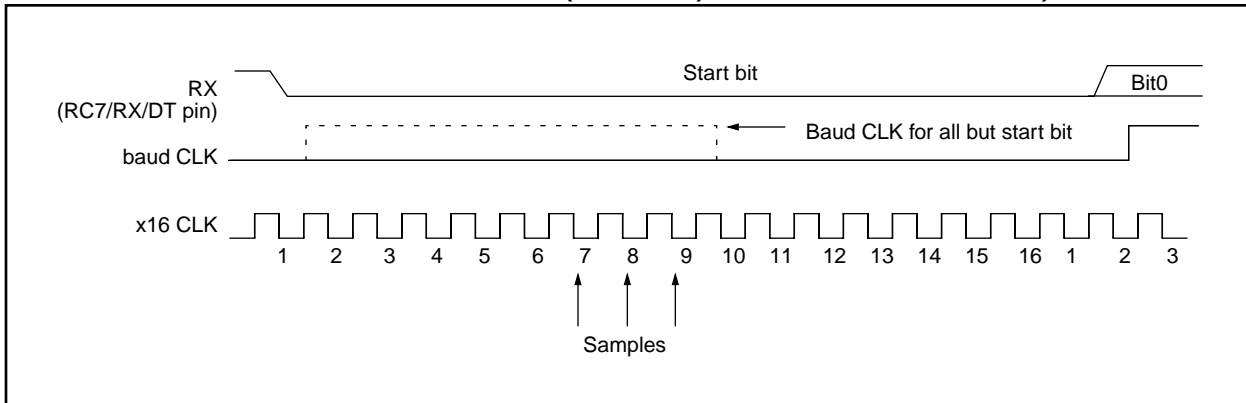 Start bit
RX
(RC7/RX/DT pin)
Bit0
Baud CLK for all but start bit
baud CLK
x16 CLK
1 2 3 4 5 6 7 8 9 10 11 12 13 14 15 16 1 2 3
Samples